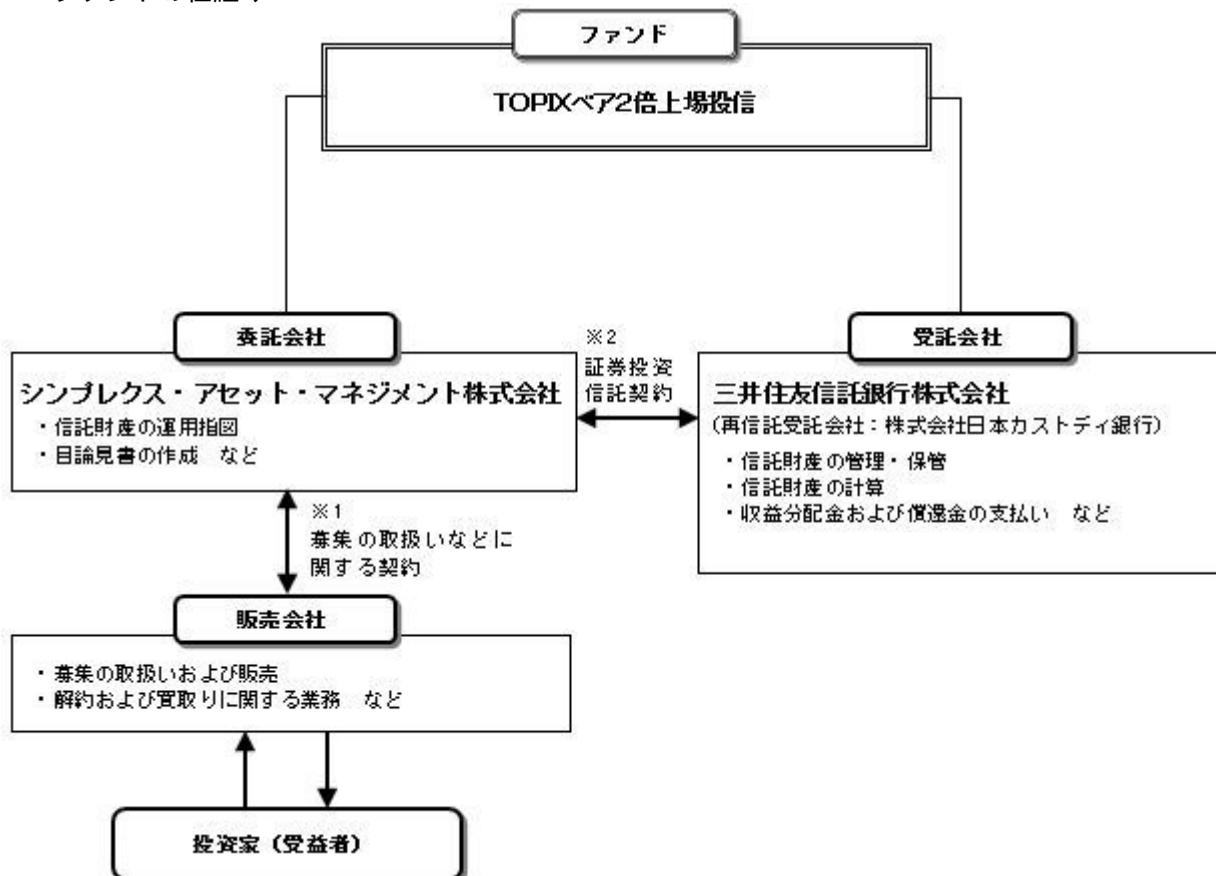 ファンド
TOPIXベア2倍上場投信
委託会社
シンプレクス・アセット・マネジメント株式会社
・信託財産の運用指図
・目論見書の作成　など
※2
証券投資
信託契約
受託会社
三井住友信託銀行株式会社
(再信託受託会社：株式会社日本カストディ銀行)
・信託財産の管理・保管
・信託財産の計算
・収益分配金および償還金の支払い　など
※1
募集の取扱いなどに
関する契約
販売会社
・募集の取扱いおよび販売
・解約および買取りに関する業務　など
投資家（受益者）